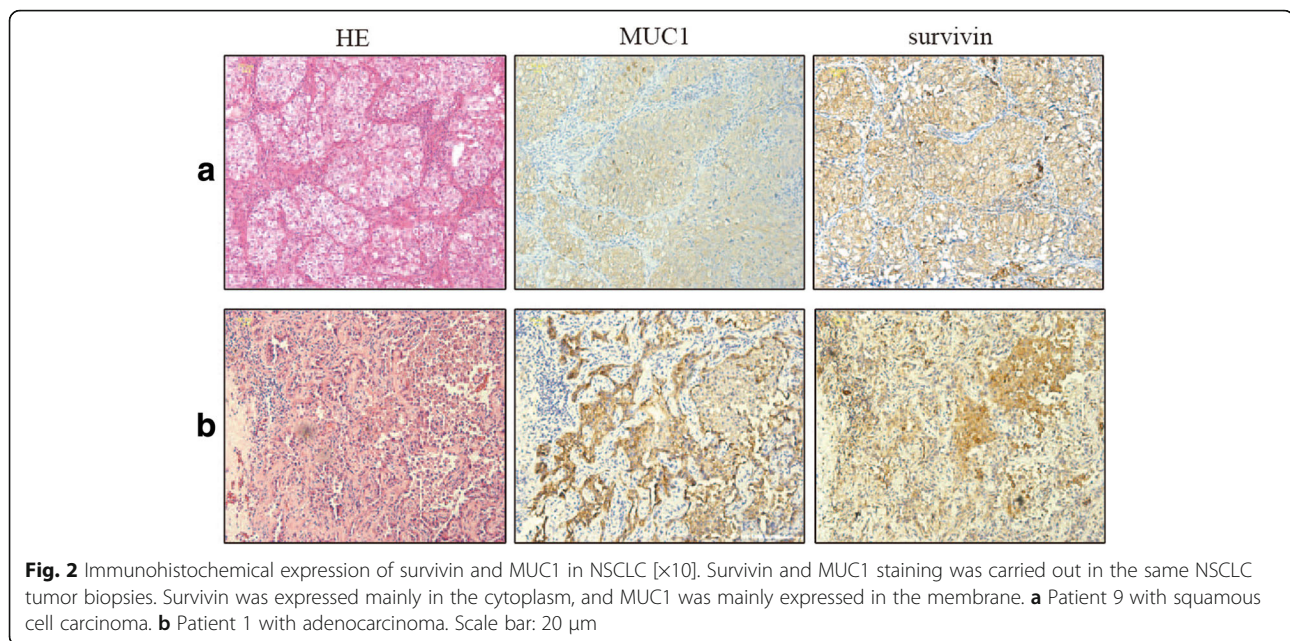 HE MUC1 survivin
a
b
Fig. 2 Immunohistochemical expression of survivin and MUC1 in NSCLC [×10]. Survivin and MUC1 staining was carried out in the same NSCLC
tumor biopsies. Survivin was expressed mainly in the cytoplasm, and MUC1 was mainly expressed in the membrane. a Patient 9 with squamous
cell carcinoma. b Patient 1 with adenocarcinoma. Scale bar: 20 μm